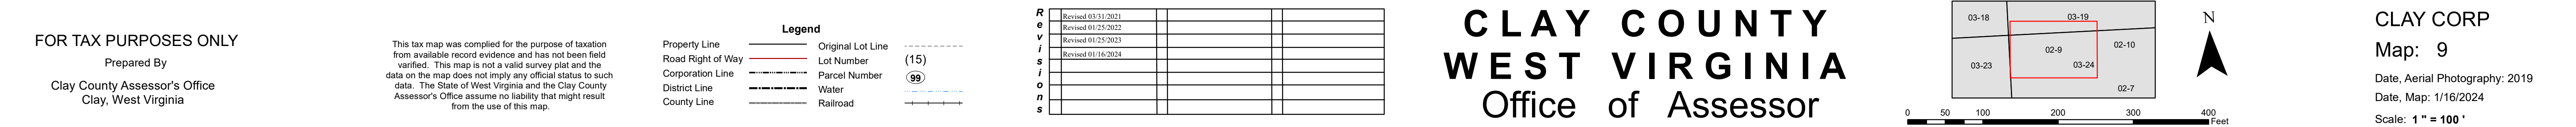 FOR TAX PURPOSES ONLY
Prepared By
Clay County Assessor's Office
Clay, West Virginia
This tax map was complied for the purpose of taxation
from available record evidence and has not been field
varified. This map is not a valid survey plat and the
data on the map does not imply any official status to such
data. The State of West Virginia and the Clay County
Assessor's Office assume no liability that might result
from the use of this map.
Legend
Property Line
Road Right of Way
Corporation Line
District Line
County Line
Original Lot Line
Lot Number (15)
Parcel Number 99
Water
Railroad
Revisions
Revised 03/31/2021
Revised 01/25/2022
Revised 01/25/2023
Revised 01/16/2024
CLAY COUNTY
WEST VIRGINIA
Office of Assessor
03-18
03-19
02-9
02-10
03-23
03-24
02-7
0 50 100 200 300 400
Feet
N
CLAY CORP
Map: 9
Date, Aerial Photography: 2019
Date, Map: 1/16/2024
Scale: 1 " = 100 '